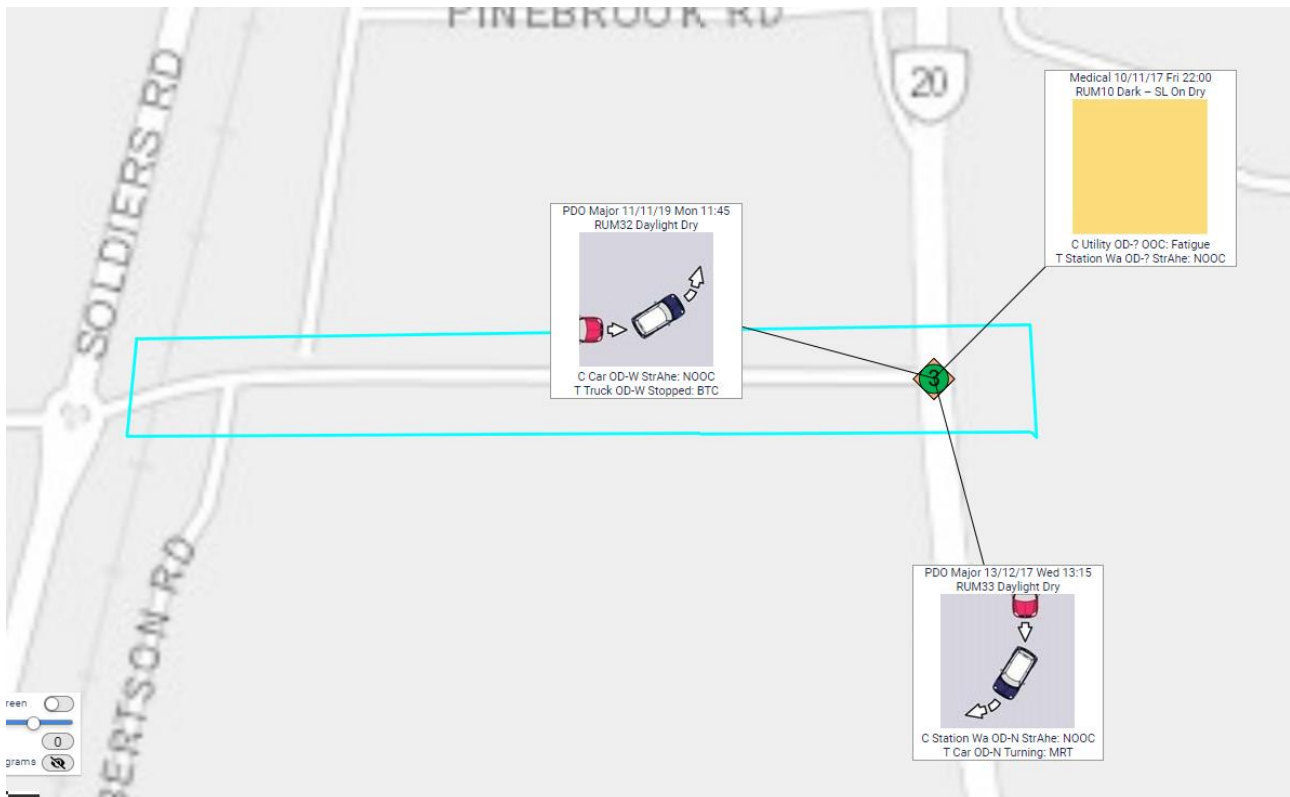 PINEBROOK RD
SOLDIERS RD
20
Medical 10/11/17 Fri 22:00
RUM10 Dark – SL On Dry
C Utility OD-? OOC: Fatigue
T Station Wa OD-? StrAhe: NOOC
PDO Major 11/11/19 Mon 11:45
RUM32 Daylight Dry
C Car OD-W StrAhe: NOOC
T Truck OD-W Stopped: BTC
3
BERTSON RD
PDO Major 13/12/17 Wed 13:15
RUM33 Daylight Dry
C Station Wa OD-N StrAhe: NOOC
T Car OD-N Turning: MRT
reen
0
grams